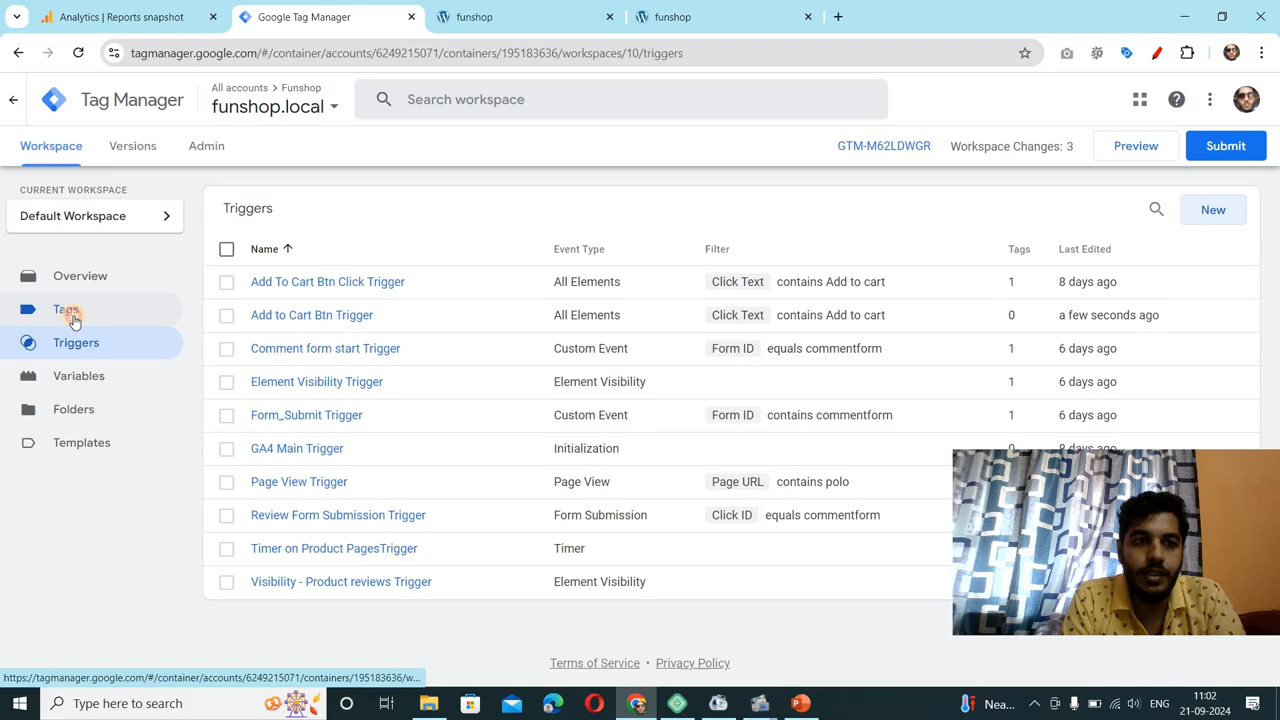 Analytics | Reports snapshot
Google Tag Manager
funshop
funshop
tagmanager.google.com/#/container/accounts/6249215071/containers/195183636/workspaces/10/triggers
Tag Manager
All accounts > Funshop
funshop.local
Search workspace
Workspace
Versions
Admin
GTM-M62LDWGR
Workspace Changes: 3
Preview
Submit
CURRENT WORKSPACE
Default Workspace
Overview
Tags
Triggers
Variables
Folders
Templates
Triggers
New
Name Event Type Filter Tags Last Edited
Add To Cart Btn Click Trigger All Elements Click Text contains Add to cart 1 8 days ago
Add to Cart Btn Trigger All Elements Click Text contains Add to cart 0 a few seconds ago
Comment form start Trigger Custom Event Form ID equals commentform 1 6 days ago
Element Visibility Trigger Element Visibility 1 6 days ago
Form_Submit Trigger Custom Event Form ID contains commentform 1 6 days ago
GA4 Main Trigger Initialization 0 8 days ago
Page View Trigger Page View Page URL contains polo
Review Form Submission Trigger Form Submission Click ID equals commentform
Timer on Product PagesTrigger Timer
Visibility - Product reviews Trigger Element Visibility
Terms of Service • Privacy Policy
https://tagmanager.google.com/#/container/accounts/6249215071/containers/195183636/w...
Type here to search
Nea...
ENG
11:02
21-09-2024